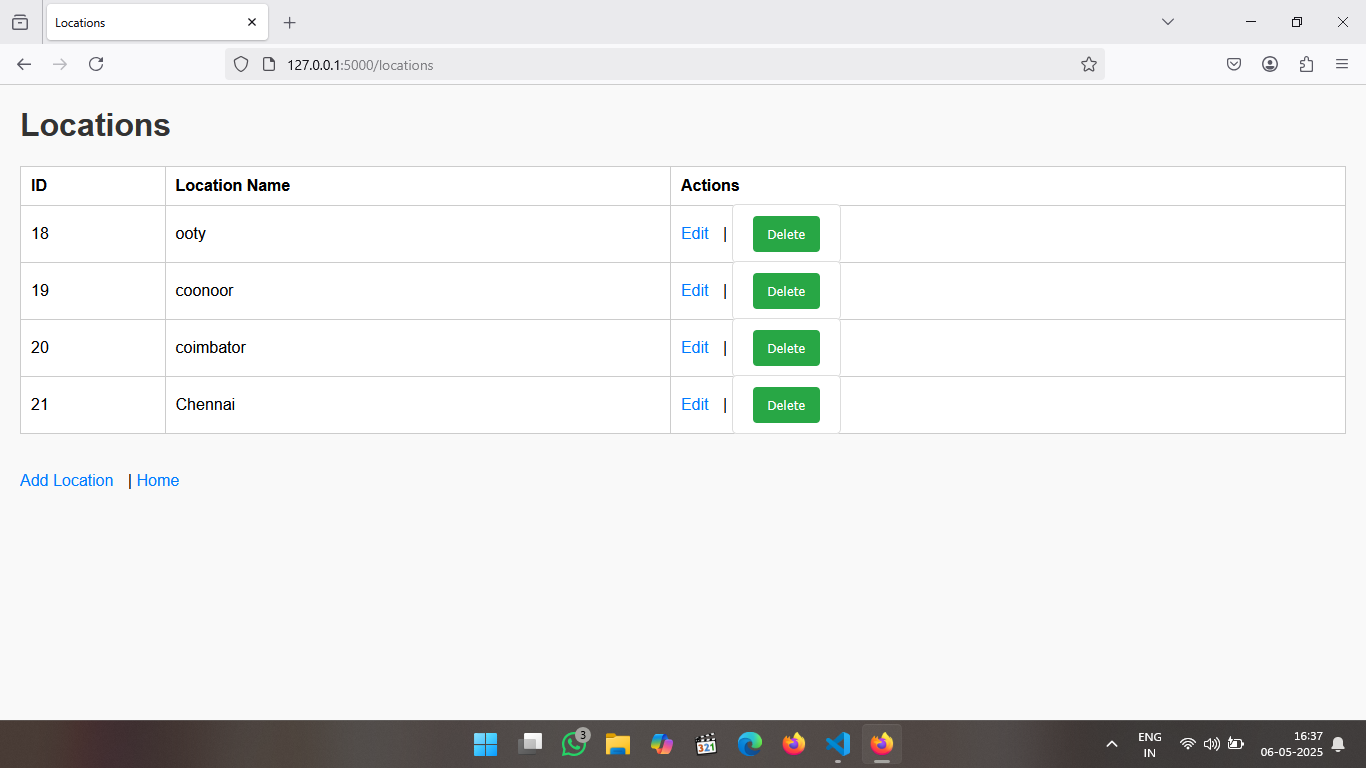 Locations
127.0.0.1:5000/locations
Locations
ID Location Name Actions
18 ooty Edit | Delete
19 coonoor Edit | Delete
20 coimbator Edit | Delete
21 Chennai Edit | Delete
Add Location | Home
3
321
ENG
IN
16:37
06-05-2025